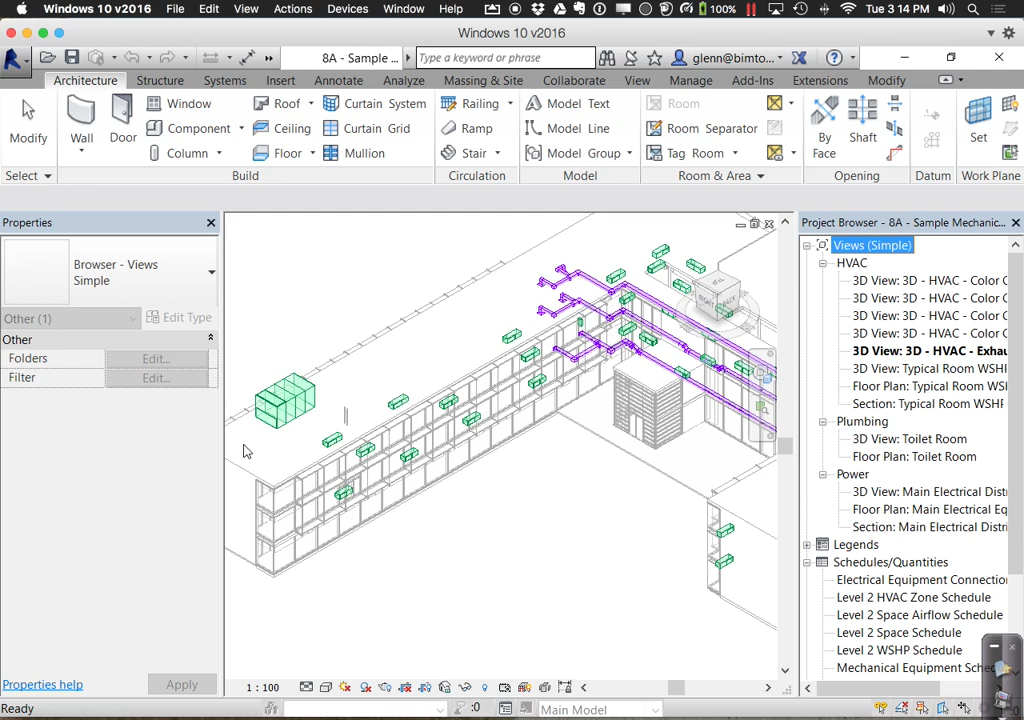 Windows 10 v2016 File Edit View Actions Devices Window Help 100% Tue 3:14 PM
Windows 10 v2016
8A - Sample ... Type a keyword or phrase glenn@bimto...
Architecture Structure Systems Insert Annotate Analyze Massing & Site Collaborate View Manage Add-Ins Extensions Modify
Modify
Wall
Door
Window
Component
Column
Roof
Ceiling
Floor
Curtain System
Curtain Grid
Mullion
Railing
Ramp
Stair
Model Text
Model Line
Model Group
Room
Room Separator
Tag Room
By
Face
Shaft
Set
Select Build Circulation Model Room & Area Opening Datum Work Plane
Properties
Browser - Views
Simple
Other (1) Edit Type
Other
Folders Edit...
Filter Edit...
Properties help Apply
RIGHT BACK
1 : 100
Project Browser - 8A - Sample Mechanic...
Views (Simple)
HVAC
3D View: 3D - HVAC - Color C
3D View: 3D - HVAC - Color C
3D View: 3D - HVAC - Color C
3D View: 3D - HVAC - Color C
3D View: 3D - HVAC - Exhau
3D View: Typical Room WSHP
Floor Plan: Typical Room WSH
Section: Typical Room WSHP
Plumbing
3D View: Toilet Room
Floor Plan: Toilet Room
Power
3D View: Main Electrical Distr
Floor Plan: Main Electrical Eq
Section: Main Electrical Distri
Legends
Schedules/Quantities
Electrical Equipment Connectio
Level 2 HVAC Zone Schedule
Level 2 Space Airflow Schedule
Level 2 Space Schedule
Level 2 WSHP Schedule
Mechanical Equipment Sche
Ready :0 Main Model